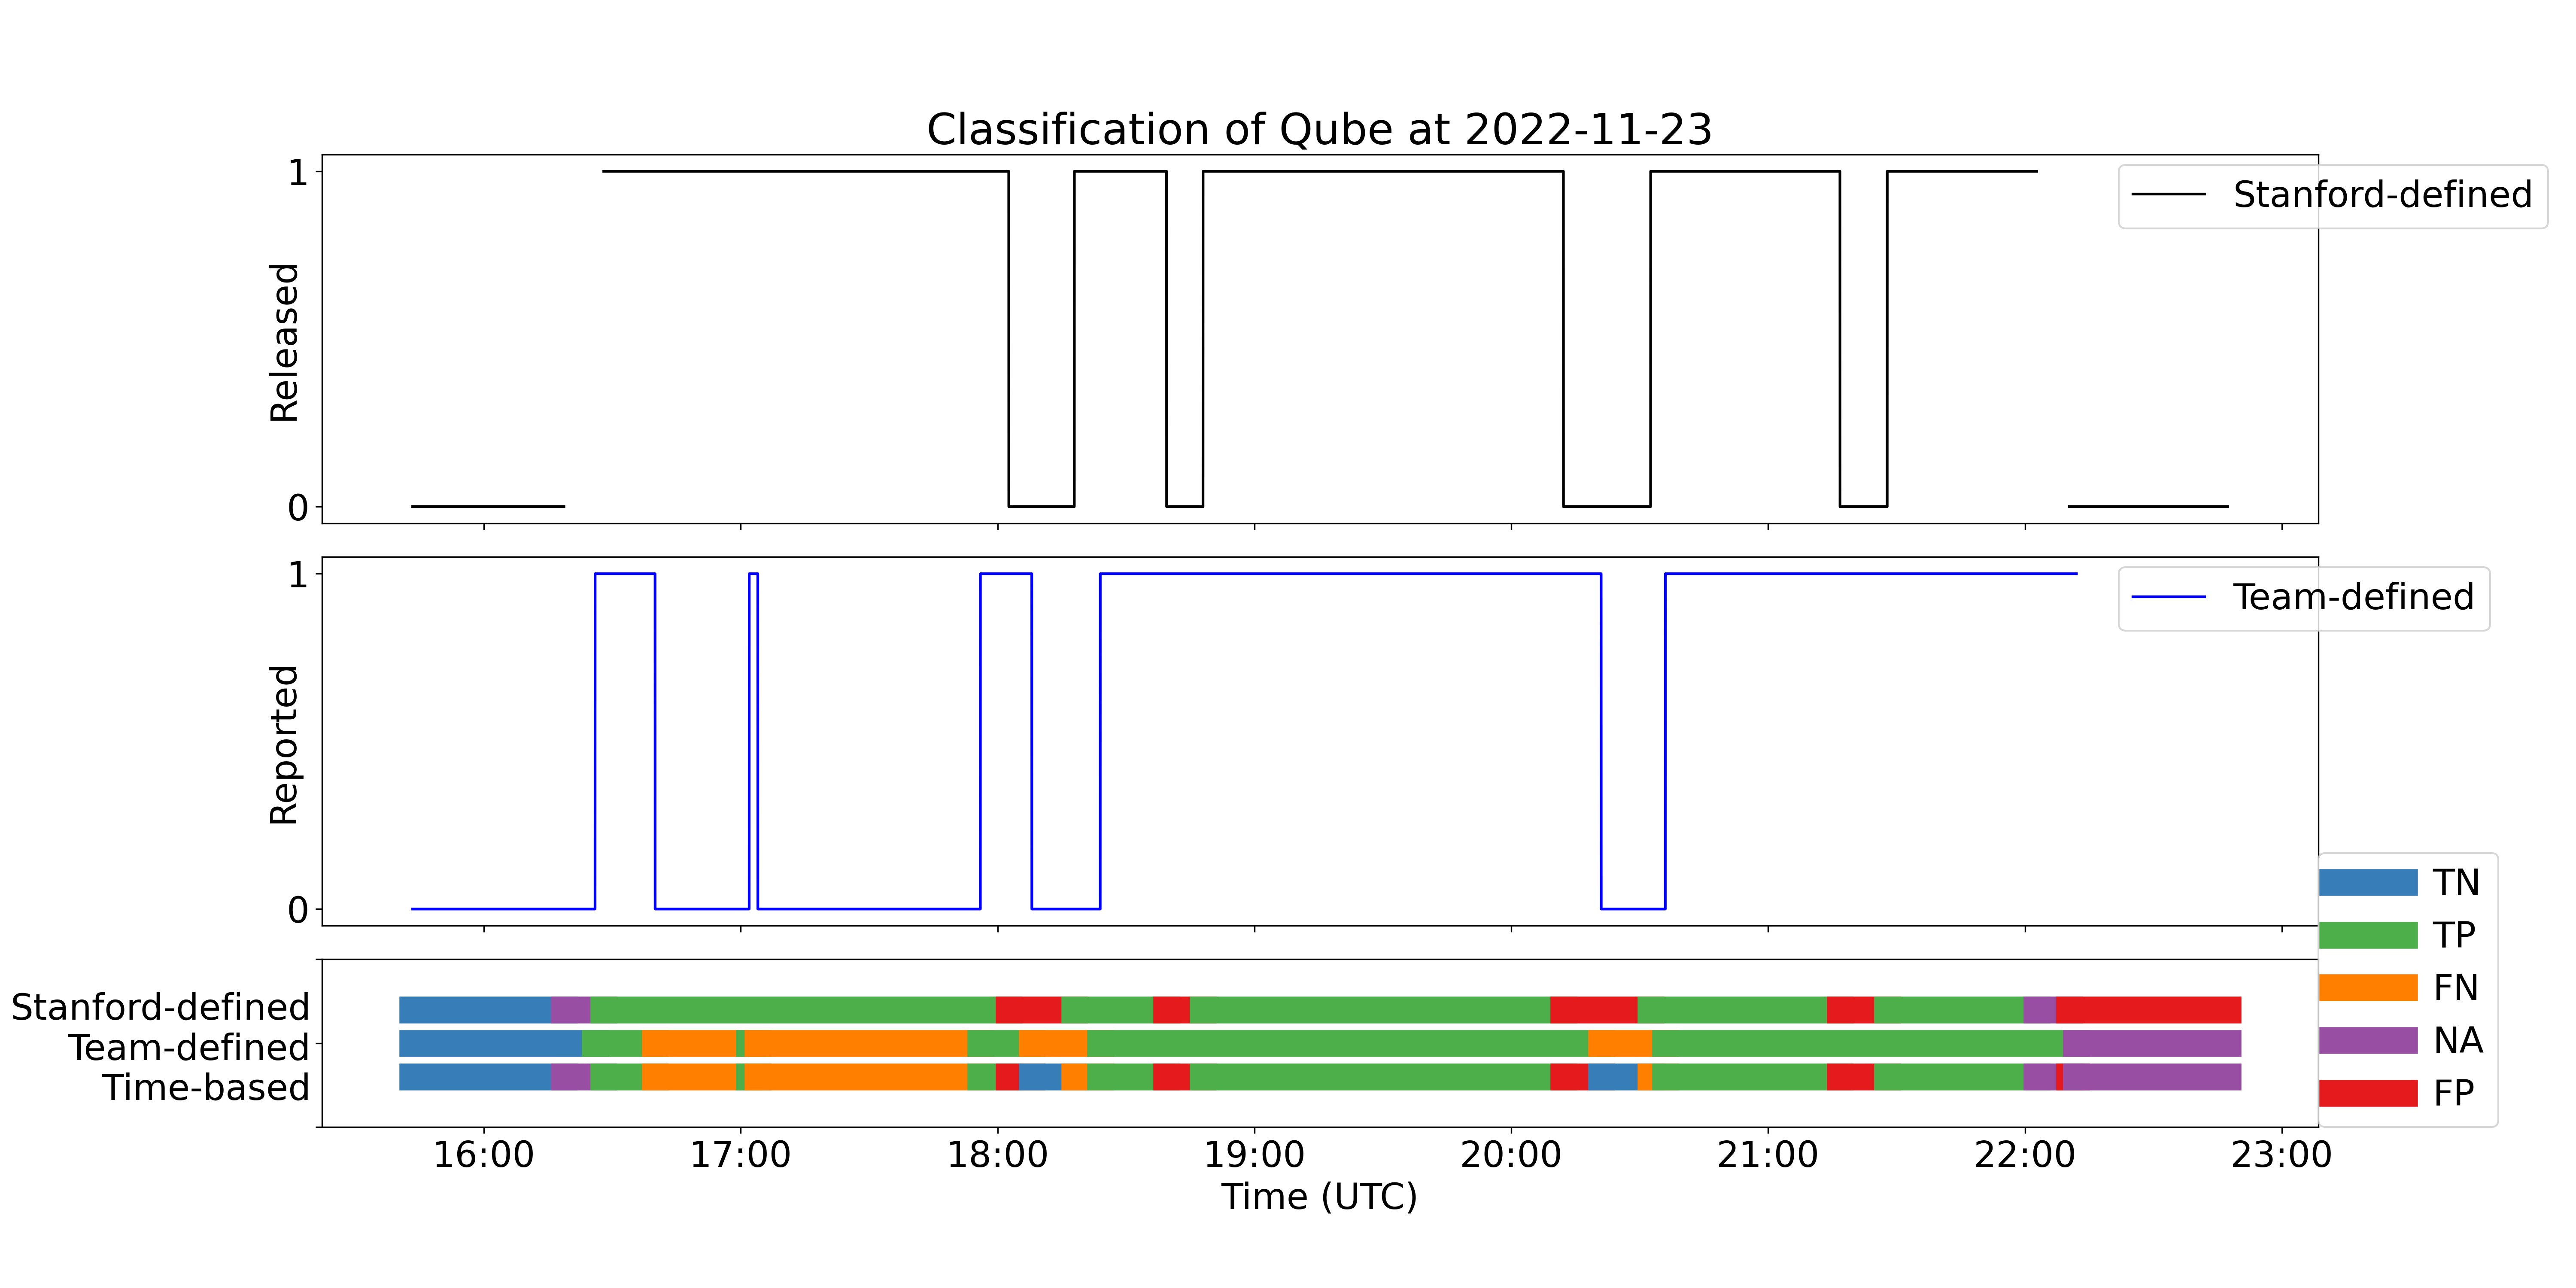 Classification of Qube at 2022-11-23
1
0
Released
Stanford-defined
1
0
Reported
Team-defined
TN
TP
FN
NA
FP
Stanford-defined
Team-defined
Time-based
16:00 17:00 18:00 19:00 20:00 21:00 22:00 23:00
Time (UTC)